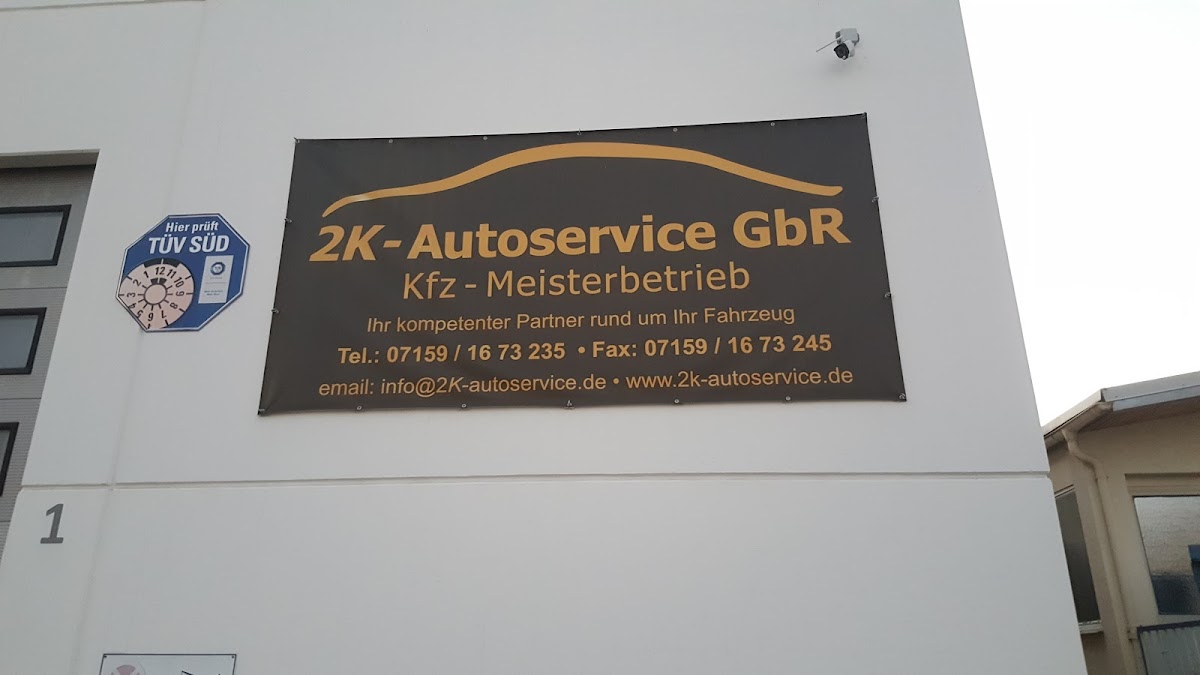 Hier prüft
TÜV SÜD
2K-Autoservice GbR
Kfz - Meisterbetrieb
Ihr kompetenter Partner rund um Ihr Fahrzeug
Tel.: 07159 / 16 73 235 • Fax: 07159 / 16 73 245
email: info@2K-autoservice.de • www.2k-autoservice.de
1